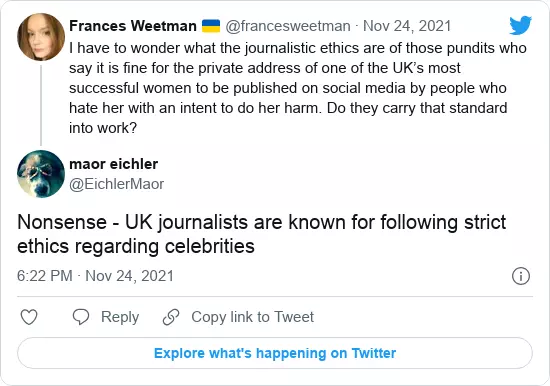 Frances Weetman 🇺🇦 @francesweetman · Nov 24, 2021
I have to wonder what the journalistic ethics are of those pundits who
say it is fine for the private address of one of the UK’s most
successful women to be published on social media by people who
hate her with an intent to do her harm. Do they carry that standard
into work?
maor eichler
@EichlerMaor
Nonsense - UK journalists are known for following strict
ethics regarding celebrities
6:22 PM · Nov 24, 2021
Reply Copy link to Tweet
Explore what's happening on Twitter